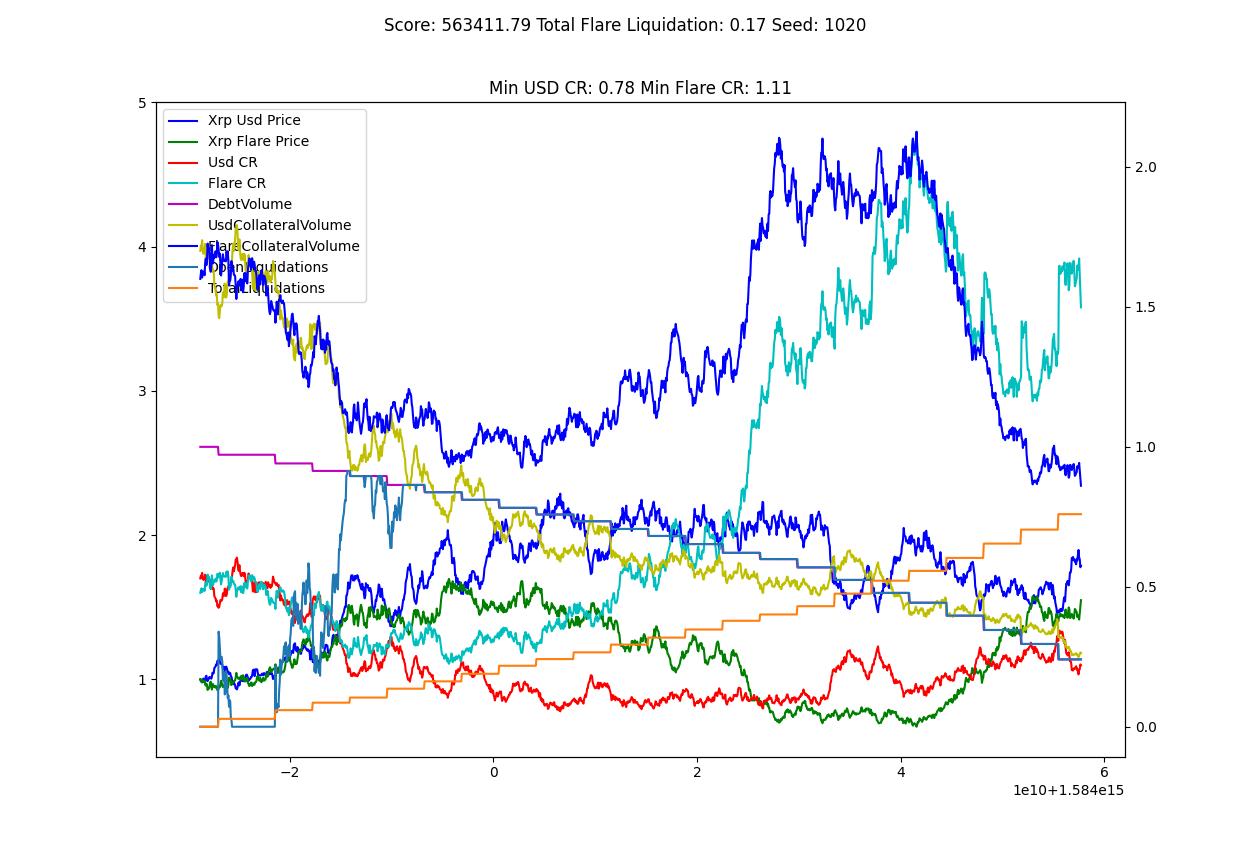 Score: 563411.79 Total Flare Liquidation: 0.17 Seed: 1020
Min USD CR: 0.78 Min Flare CR: 1.11
Xrp Usd Price
Xrp Flare Price
Usd CR
Flare CR
DebtVolume
UsdCollateralVolume
FlareCollateralVolume
OpenLiquidations
TotalLiquidations
5
4
3
2
1
2.0
1.5
1.0
0.5
0.0
−2
0
2
4
6
1e10+1.584e15